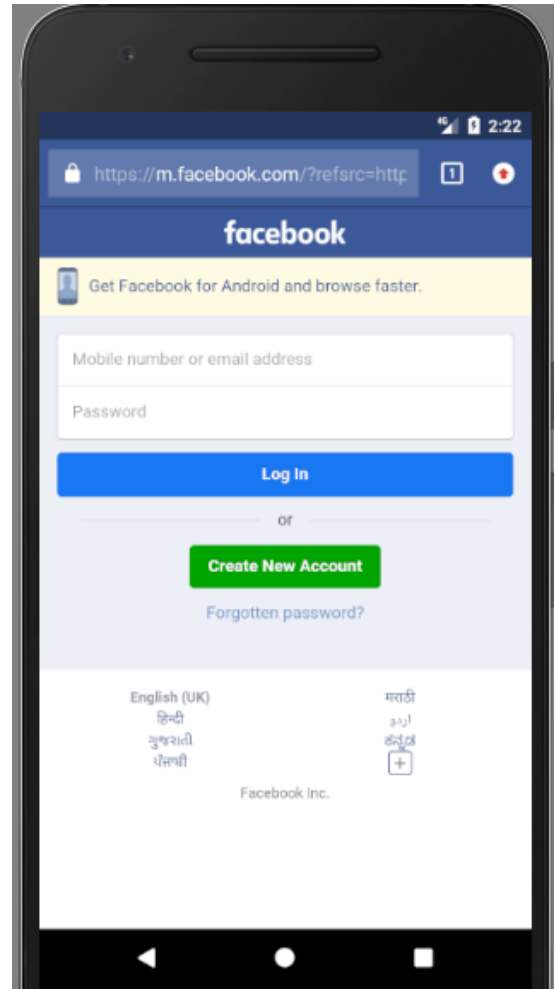 4G 2:22
https://m.facebook.com/?refsrc=http 1
facebook
Get Facebook for Android and browse faster.
Mobile number or email address
Password
Log In
or
Create New Account
Forgotten password?
English (UK) मराठी
हिन्दी اردو
ગુજરાતી ಕನ್ನಡ
ਪੰਜਾਬੀ +
Facebook Inc.